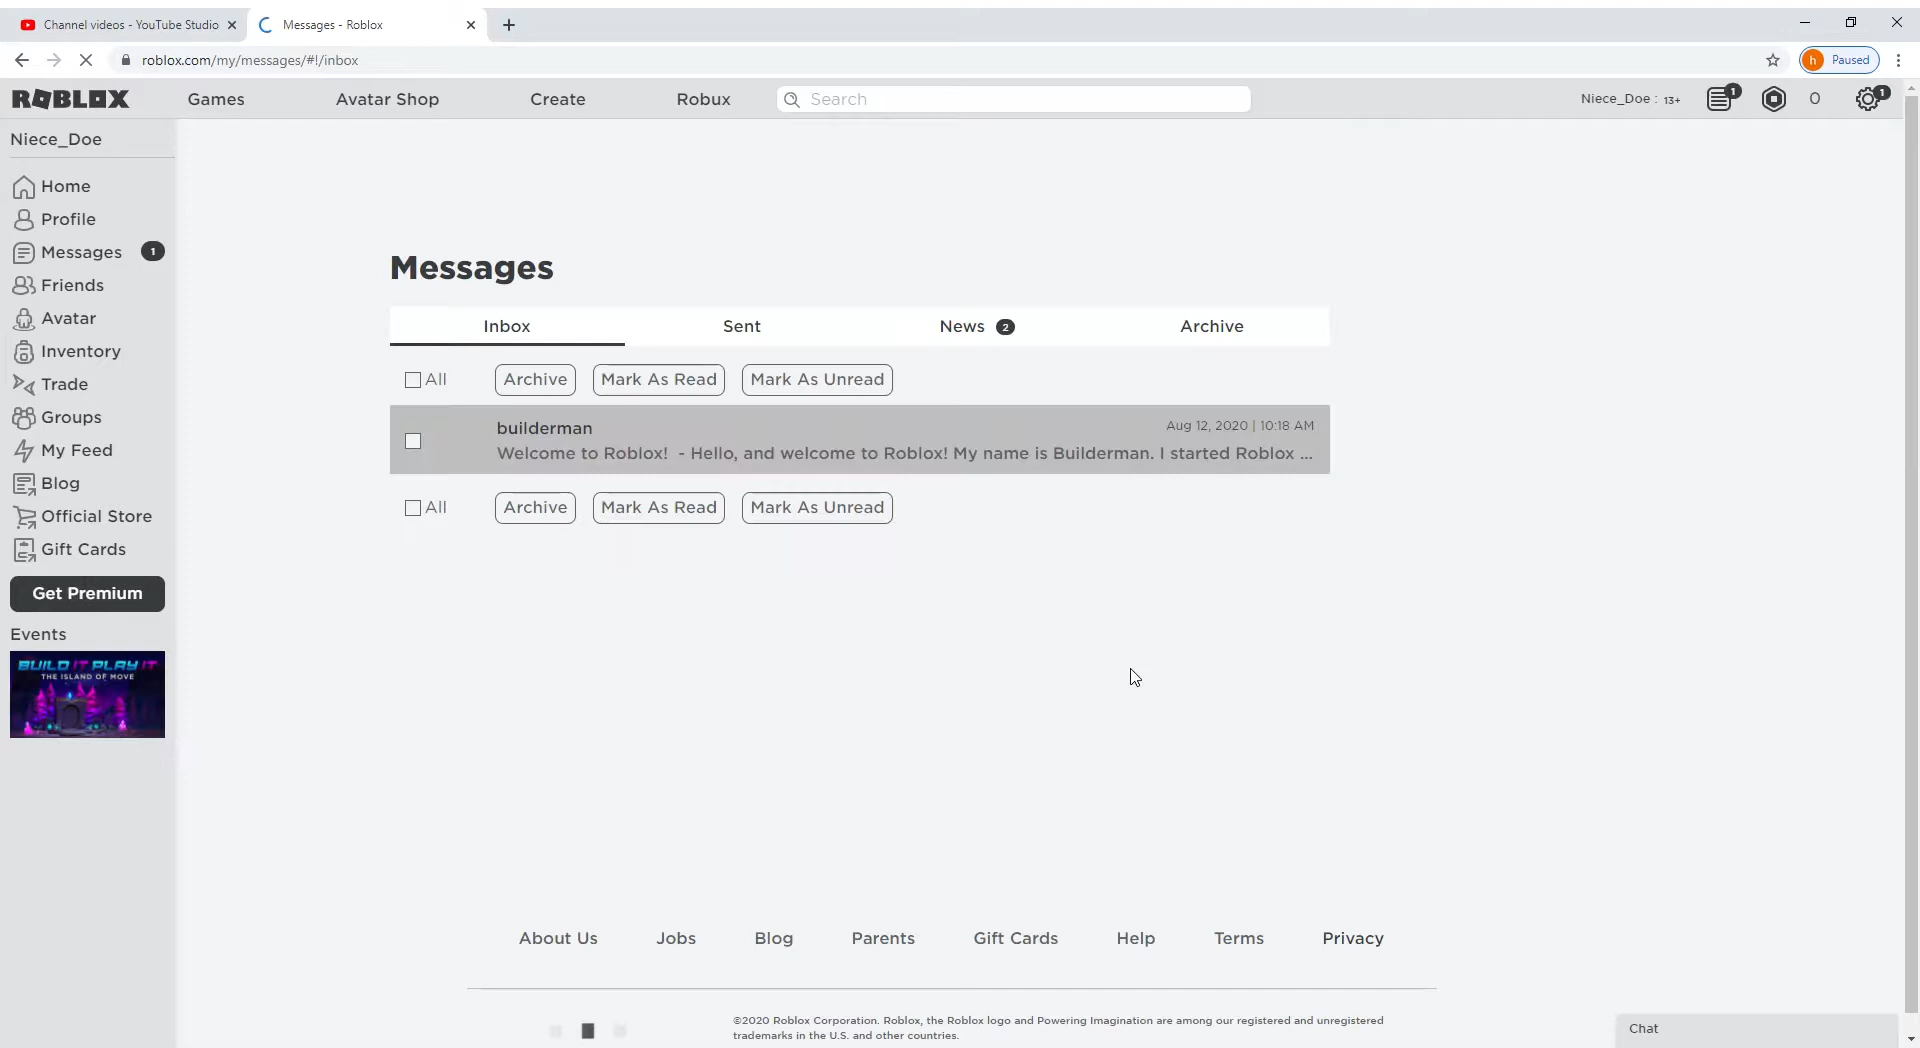 Channel videos - YouTube Studio
Messages - Roblox
roblox.com/my/messages/#!/inbox
h Paused
ROBLOX
Games
Avatar Shop
Create
Robux
Search
Niece_Doe : 13+
1
0
1
Niece_Doe
Home
Profile
Messages 1
Friends
Avatar
Inventory
Trade
Groups
My Feed
Blog
Official Store
Gift Cards
Get Premium
Events
BUILD IT PLAY IT
THE ISLAND OF MOVE
Messages
Inbox
Sent
News 2
Archive
All
Archive
Mark As Read
Mark As Unread
builderman
Aug 12, 2020 | 10:18 AM
Welcome to Roblox! - Hello, and welcome to Roblox! My name is Builderman. I started Roblox ...
All
Archive
Mark As Read
Mark As Unread
About Us
Jobs
Blog
Parents
Gift Cards
Help
Terms
Privacy
©2020 Roblox Corporation. Roblox, the Roblox logo and Powering Imagination are among our registered and unregistered
trademarks in the U.S. and other countries.
Chat